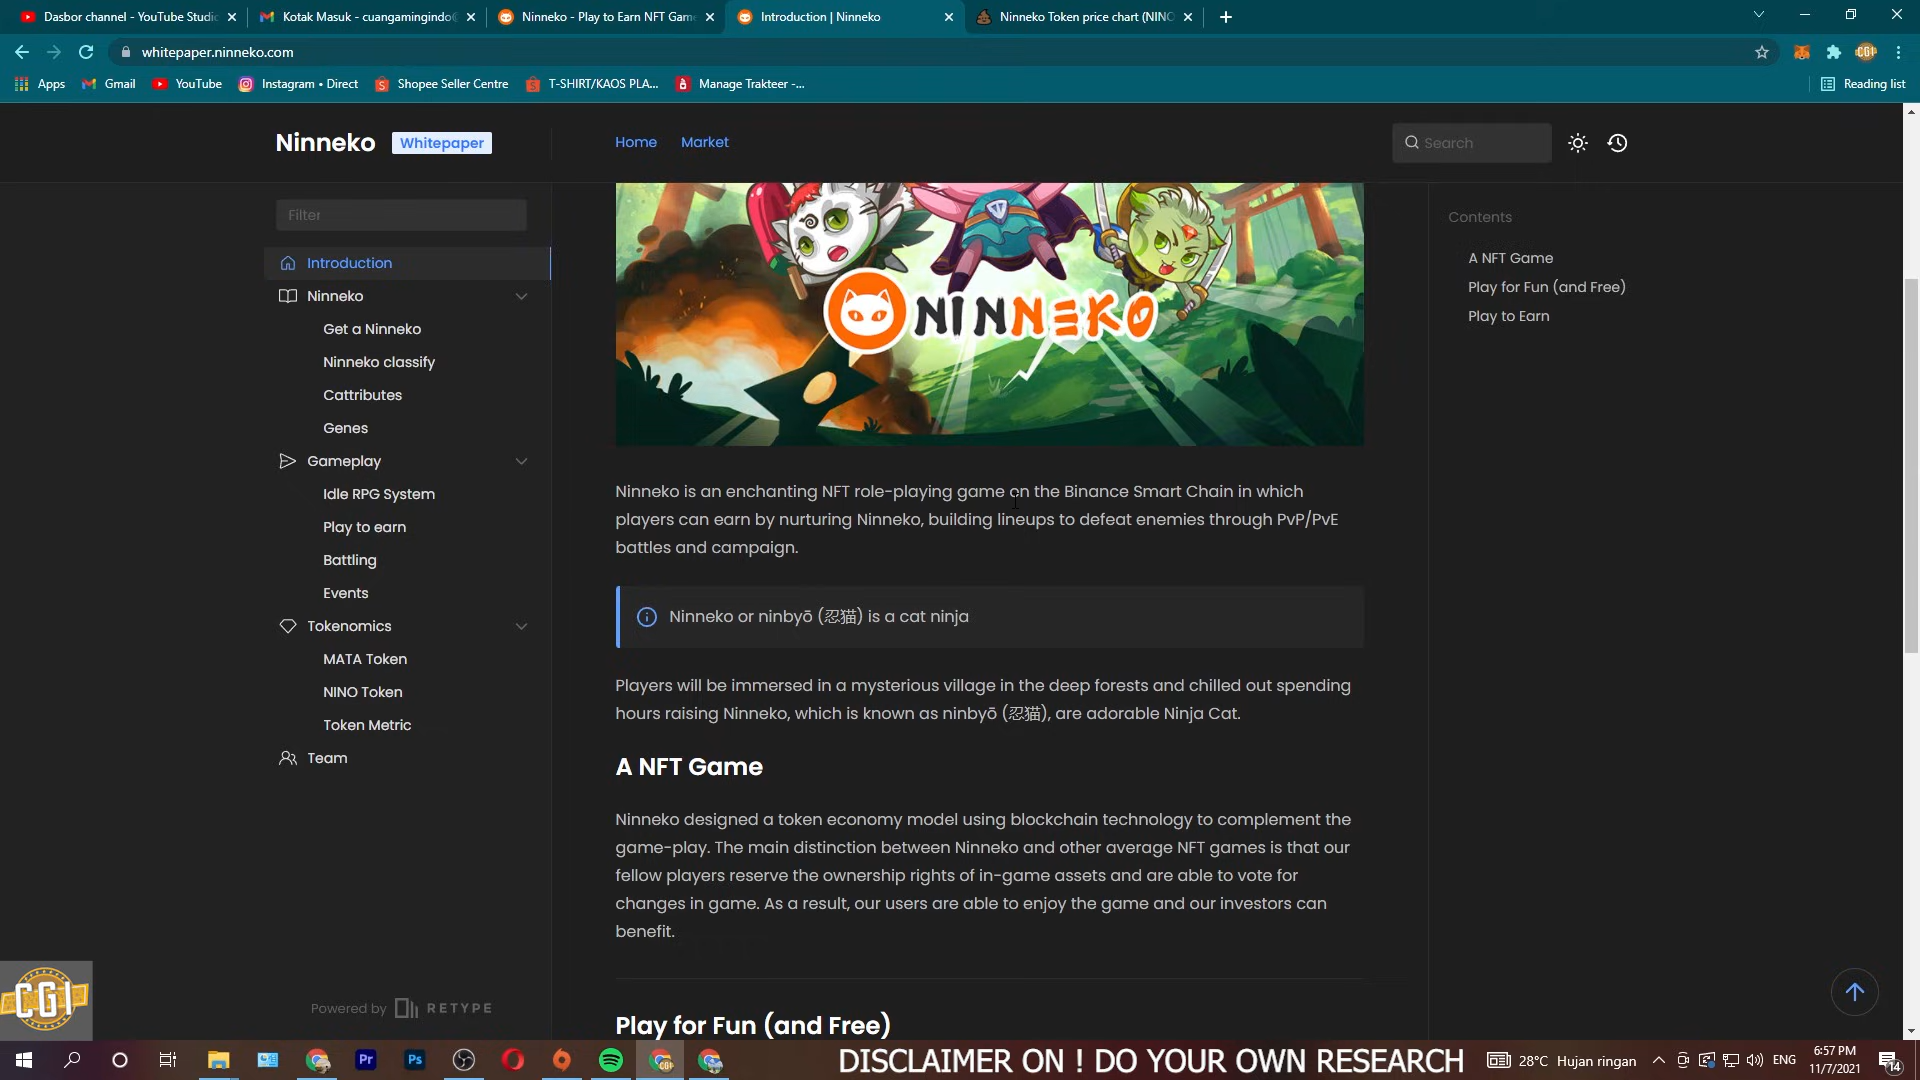 Dasbor channel - YouTube Studio
Kotak Masuk - cuangamingindo@
Ninneko - Play to Earn NFT Game
Introduction | Ninneko
Ninneko Token price chart (NINO
whitepaper.ninneko.com
Apps
Gmail
YouTube
Instagram • Direct
Shopee Seller Centre
T-SHIRT/KAOS PLA...
Manage Trakteer -...
Reading list
Ninneko
Whitepaper
Home
Market
Search
Filter
Introduction
Ninneko
Get a Ninneko
Ninneko classify
Cattributes
Genes
Gameplay
Idle RPG System
Play to earn
Battling
Events
Tokenomics
MATA Token
NINO Token
Token Metric
Team
Powered by RETYPE
NINNEKO
Ninneko is an enchanting NFT role-playing game on the Binance Smart Chain in which
players can earn by nurturing Ninneko, building lineups to defeat enemies through PvP/PvE
battles and campaign.
Ninneko or ninbyō (忍猫) is a cat ninja
Players will be immersed in a mysterious village in the deep forests and chilled out spending
hours raising Ninneko, which is known as ninbyō (忍猫), are adorable Ninja Cat.
A NFT Game
Ninneko designed a token economy model using blockchain technology to complement the
game-play. The main distinction between Ninneko and other average NFT games is that our
fellow players reserve the ownership rights of in-game assets and are able to vote for
changes in game. As a result, our users are able to enjoy the game and our investors can
benefit.
Play for Fun (and Free)
Contents
A NFT Game
Play for Fun (and Free)
Play to Earn
CGI
DISCLAIMER ON ! DO YOUR OWN RESEARCH
28°C Hujan ringan
ENG
6:57 PM
11/7/2021
14